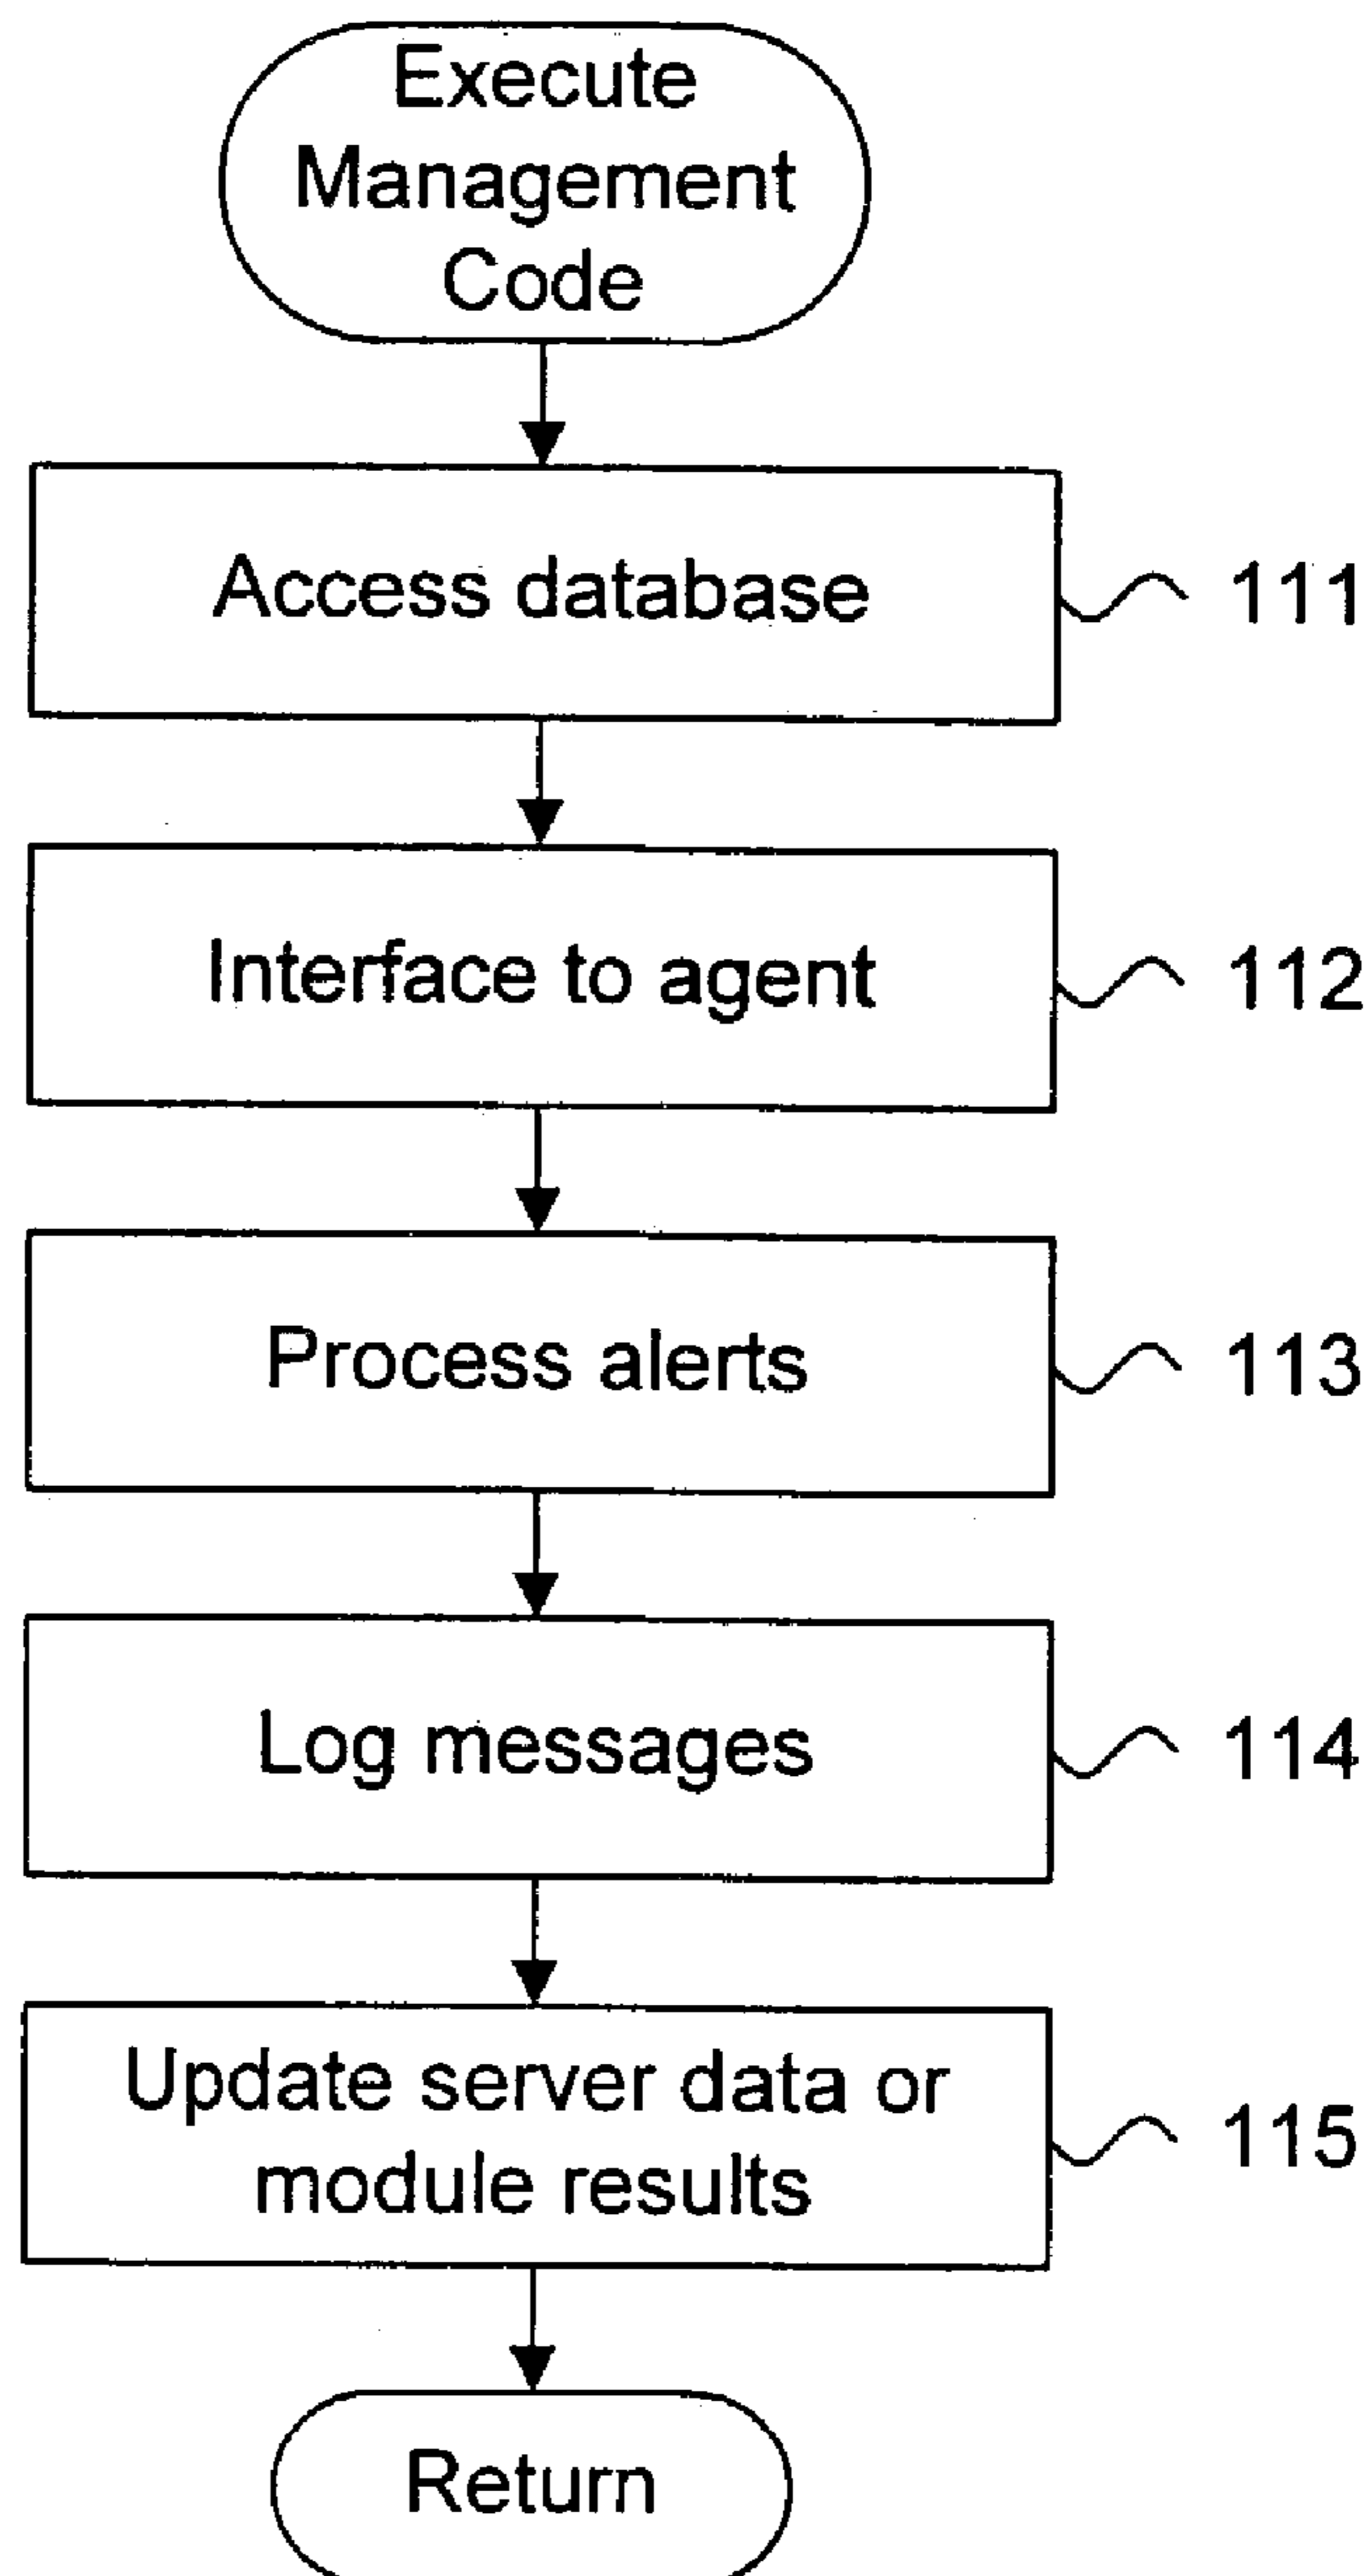 Execute
Management
Code
Access database
111
Interface to agent
112
Process alerts
113
Log messages
114
Update server data or
module results
115
Return